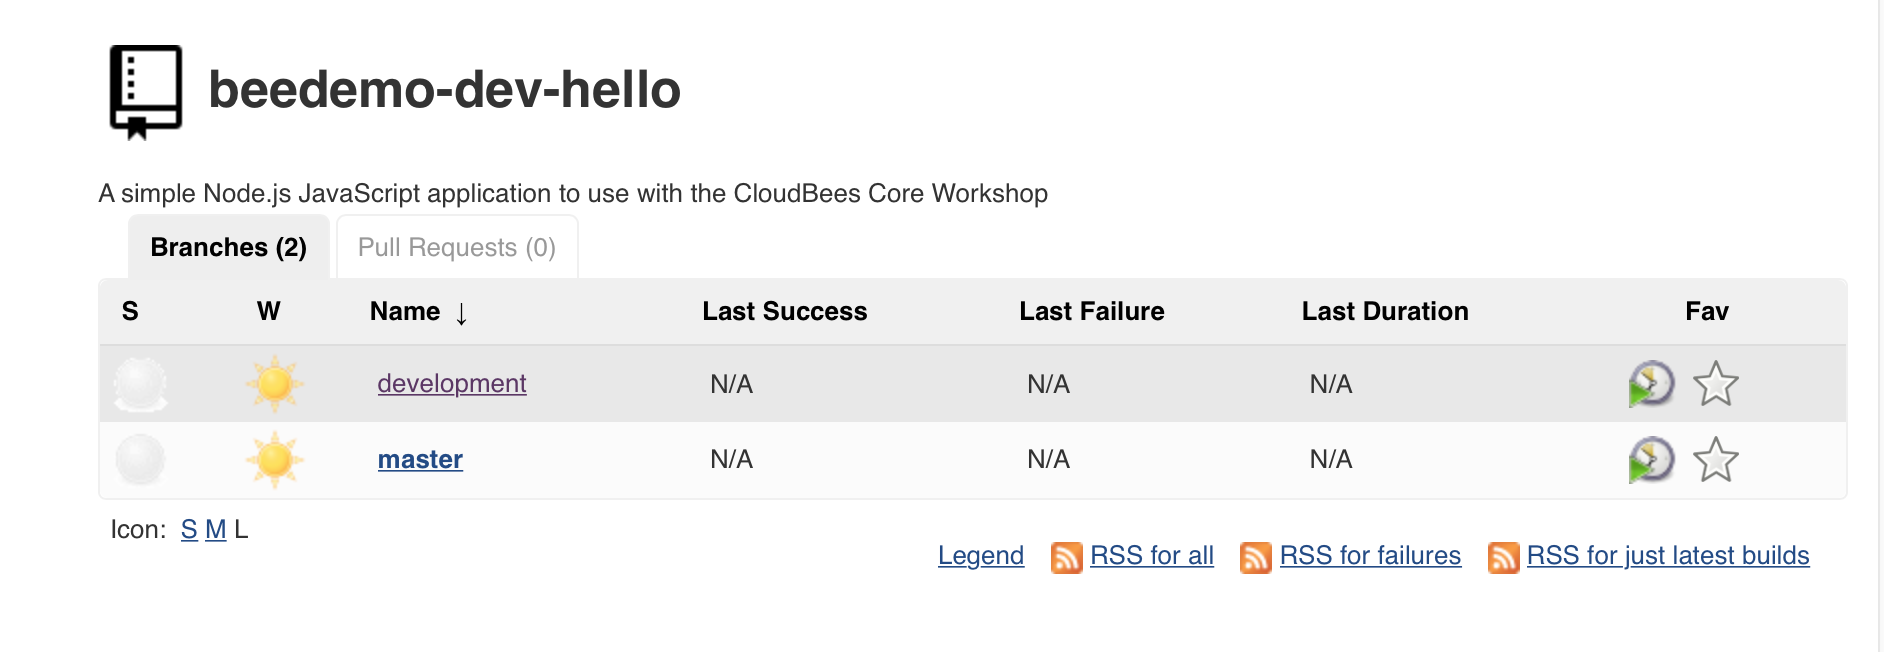 beedemo-dev-hello
A simple Node.js JavaScript application to use with the CloudBees Core Workshop
Branches (2) Pull Requests (0)
S W Name ↓ Last Success Last Failure Last Duration Fav
development N/A N/A N/A
master N/A N/A N/A
Icon: S M L
Legend RSS for all RSS for failures RSS for just latest builds